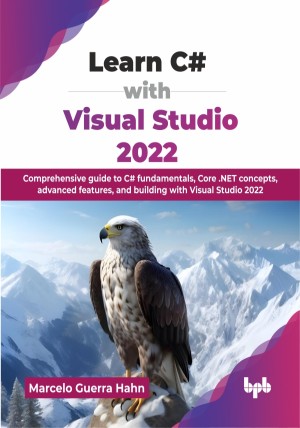 Learn C#
with
Visual Studio
2022
Comprehensive guide to C# fundamentals, Core .NET concepts,
advanced features, and building with Visual Studio 2022
Marcelo Guerra Hahn
bpb